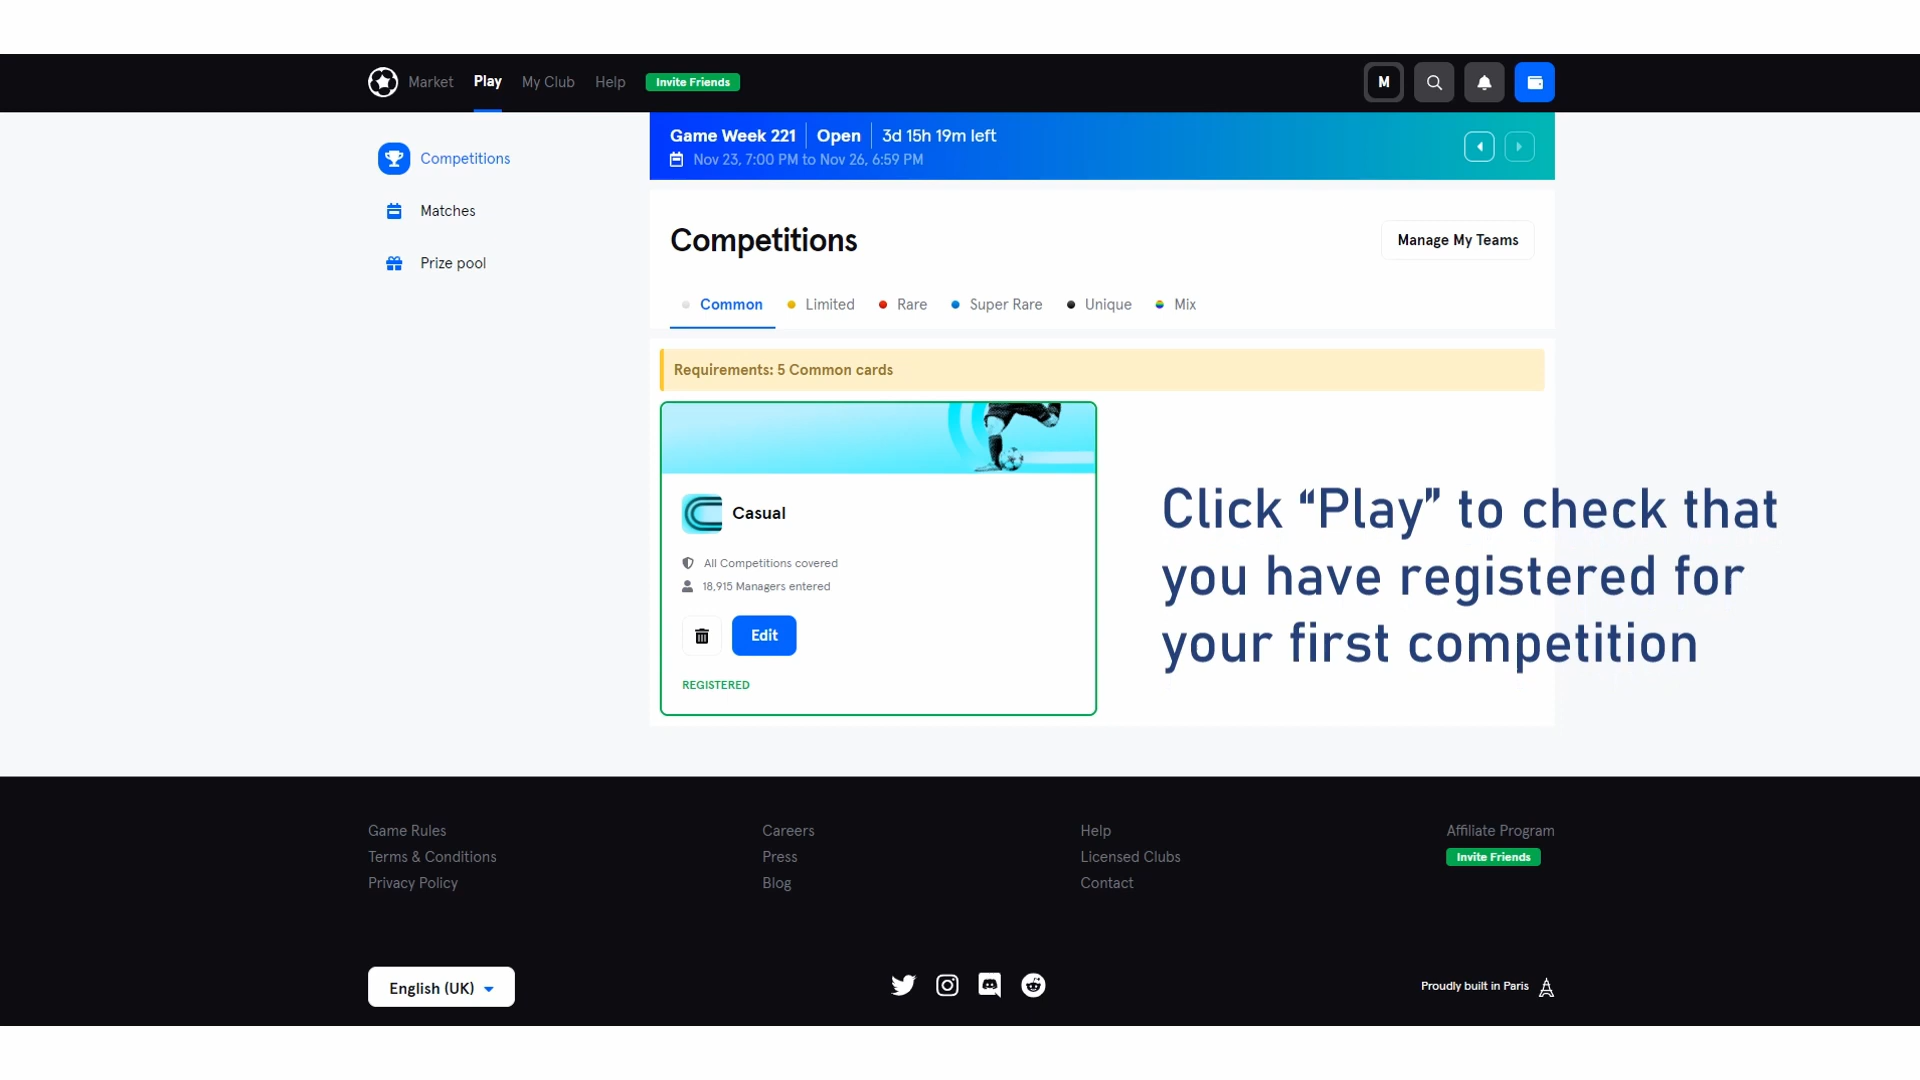 Market Play My Club Help Invite Friends M
Game Week 221 Open 3d 15h 19m left
Nov 23, 7:00 PM to Nov 26, 6:59 PM
Competitions
Matches
Prize pool
Competitions
Manage My Teams
Common Limited Rare Super Rare Unique Mix
Requirements: 5 Common cards
Casual
All Competitions covered
18,915 Managers entered
Edit
REGISTERED
Click “Play” to check that
you have registered for
your first competition
Game Rules
Terms & Conditions
Privacy Policy
Careers
Press
Blog
Help
Licensed Clubs
Contact
Affiliate Program
Invite Friends
English (UK)
Proudly built in Paris